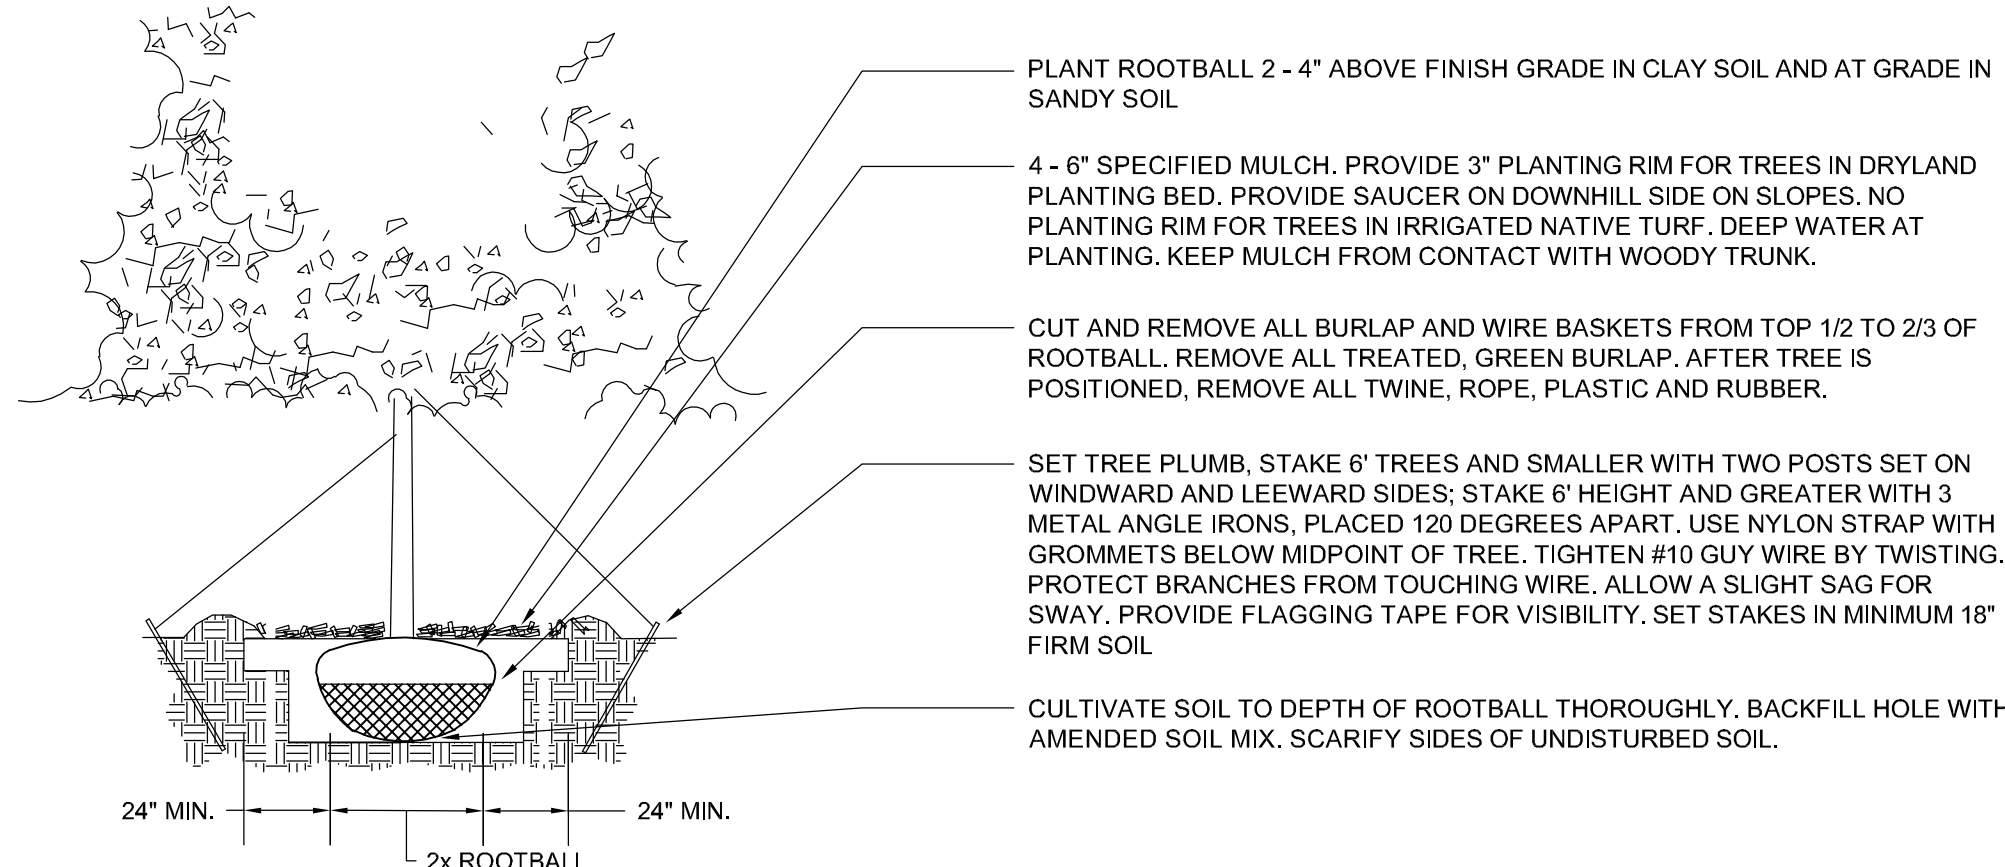 PLANT ROOTBALL 2 - 4" ABOVE FINISH GRADE IN CLAY SOIL AND AT GRADE IN
SANDY SOIL
4 - 6" SPECIFIED MULCH. PROVIDE 3" PLANTING RIM FOR TREES IN DRYLAND
PLANTING BED. PROVIDE SAUCER ON DOWNHILL SIDE ON SLOPES. NO
PLANTING RIM FOR TREES IN IRRIGATED NATIVE TURF. DEEP WATER AT
PLANTING. KEEP MULCH FROM CONTACT WITH WOODY TRUNK.
CUT AND REMOVE ALL BURLAP AND WIRE BASKETS FROM TOP 1/2 TO 2/3 OF
ROOTBALL. REMOVE ALL TREATED, GREEN BURLAP. AFTER TREE IS
POSITIONED, REMOVE ALL TWINE, ROPE, PLASTIC AND RUBBER.
SET TREE PLUMB, STAKE 6' TREES AND SMALLER WITH TWO POSTS SET ON
WINDWARD AND LEEWARD SIDES; STAKE 6' HEIGHT AND GREATER WITH 3
METAL ANGLE IRONS, PLACED 120 DEGREES APART. USE NYLON STRAP WITH
GROMMETS BELOW MIDPOINT OF TREE. TIGHTEN #10 GUY WIRE BY TWISTING.
PROTECT BRANCHES FROM TOUCHING WIRE. ALLOW A SLIGHT SAG FOR
SWAY. PROVIDE FLAGGING TAPE FOR VISIBILITY. SET STAKES IN MINIMUM 18"
FIRM SOIL
CULTIVATE SOIL TO DEPTH OF ROOTBALL THOROUGHLY. BACKFILL HOLE WITH
AMENDED SOIL MIX. SCARIFY SIDES OF UNDISTURBED SOIL.
24" MIN.
24" MIN.
2x ROOTBALL